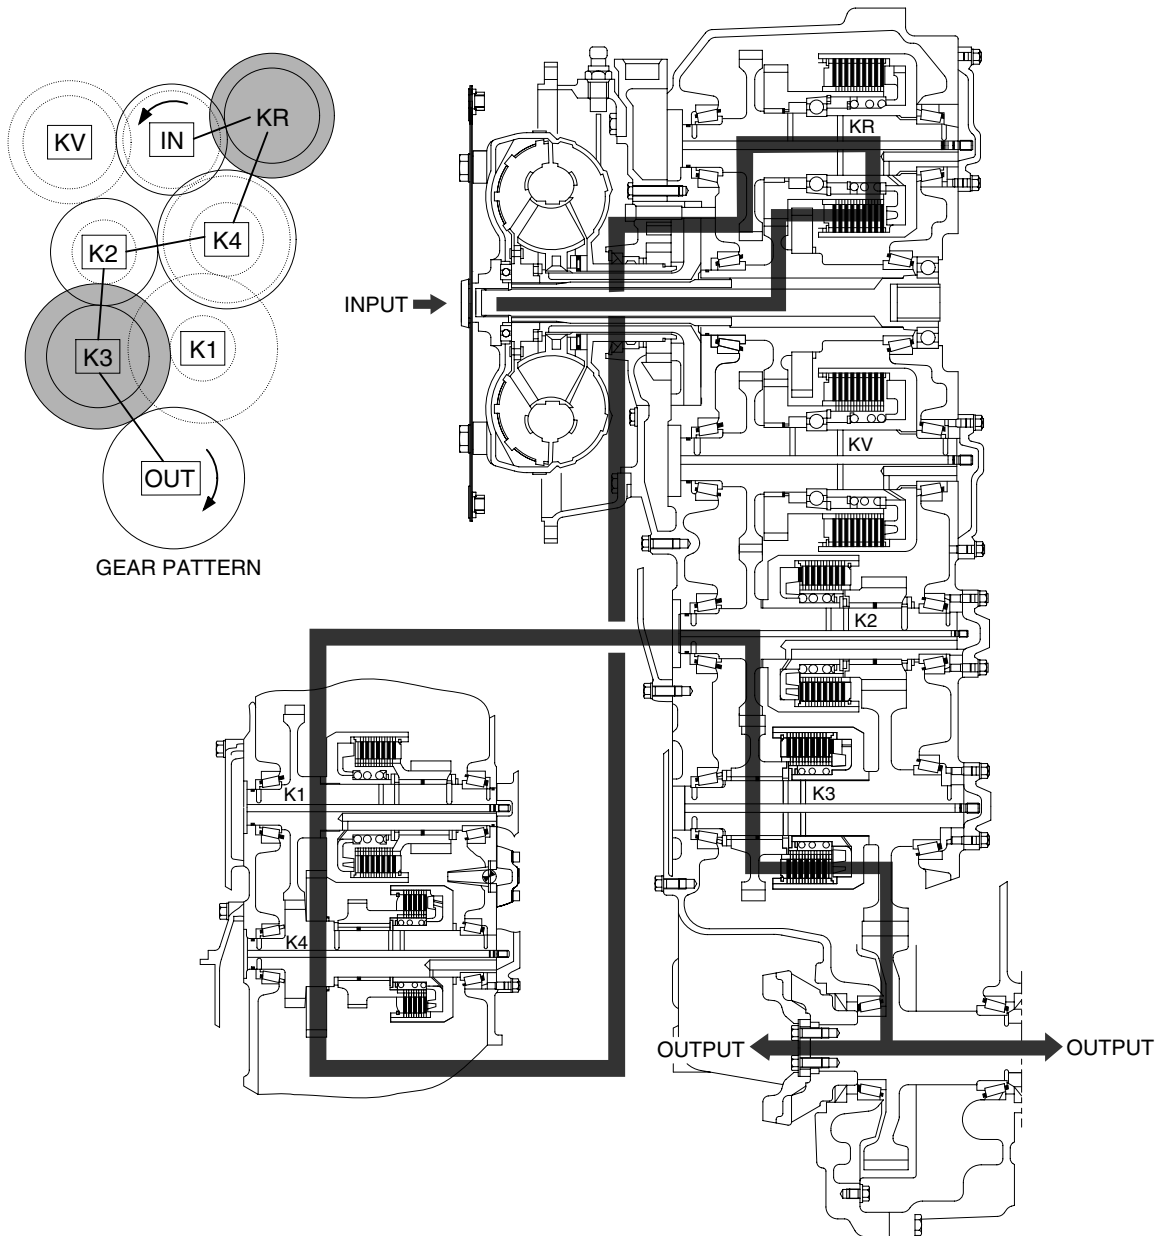 KV
IN
KR
K2
K4
K3
K1
OUT
GEAR PATTERN
INPUT
KR
KV
K2
K3
K1
K4
OUTPUT
OUTPUT